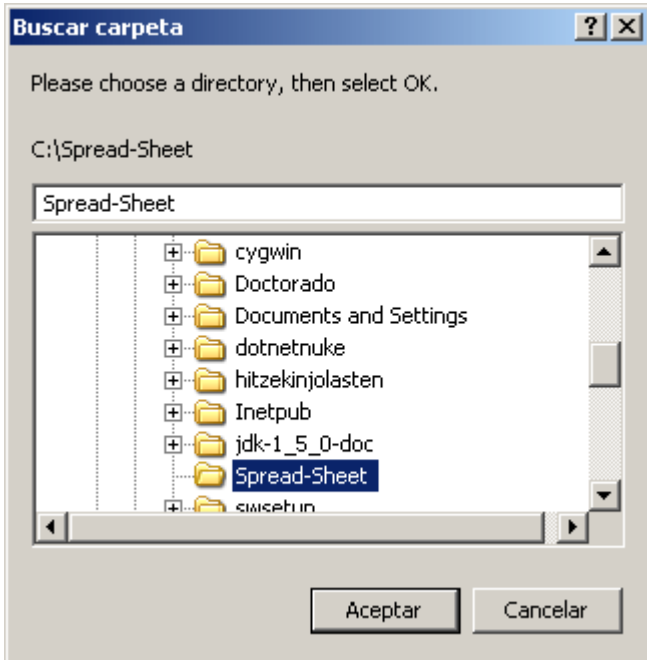 Buscar carpeta
Please choose a directory, then select OK.
C:\Spread-Sheet
Spread-Sheet
cygwin
Doctorado
Documents and Settings
dotnetnuke
hitzekinjolasten
Inetpub
jdk-1_5_0-doc
Spread-Sheet
swsetup
Aceptar Cancelar